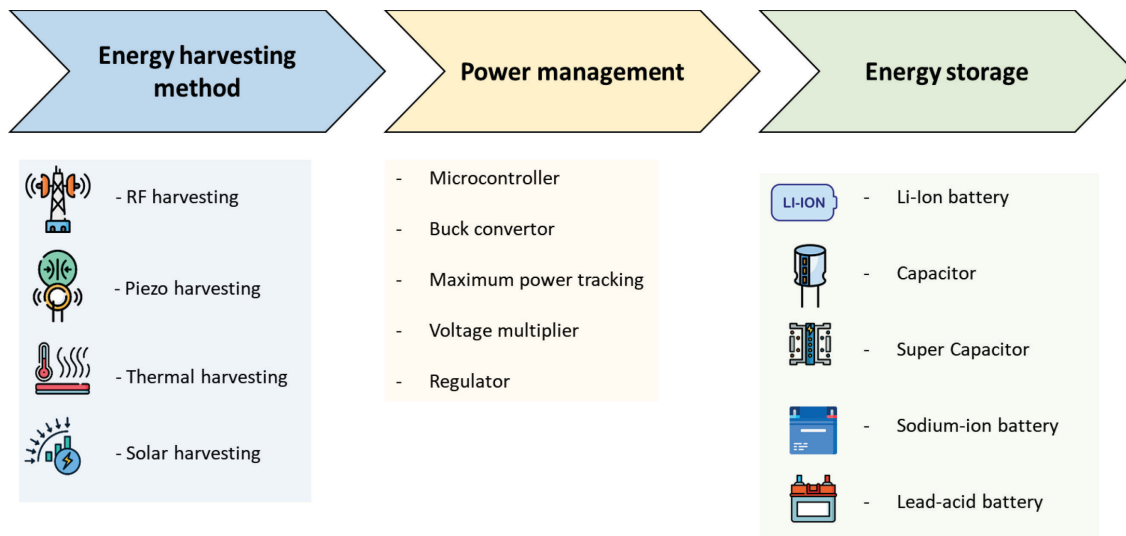 Energy harvesting
method
Power management
Energy storage
- RF harvesting
- Piezo harvesting
- Thermal harvesting
- Solar harvesting
- Microcontroller
- Buck convertor
- Maximum power tracking
- Voltage multiplier
- Regulator
LI-ION - Li-Ion battery
- Capacitor
- Super Capacitor
- Sodium-ion battery
- Lead-acid battery